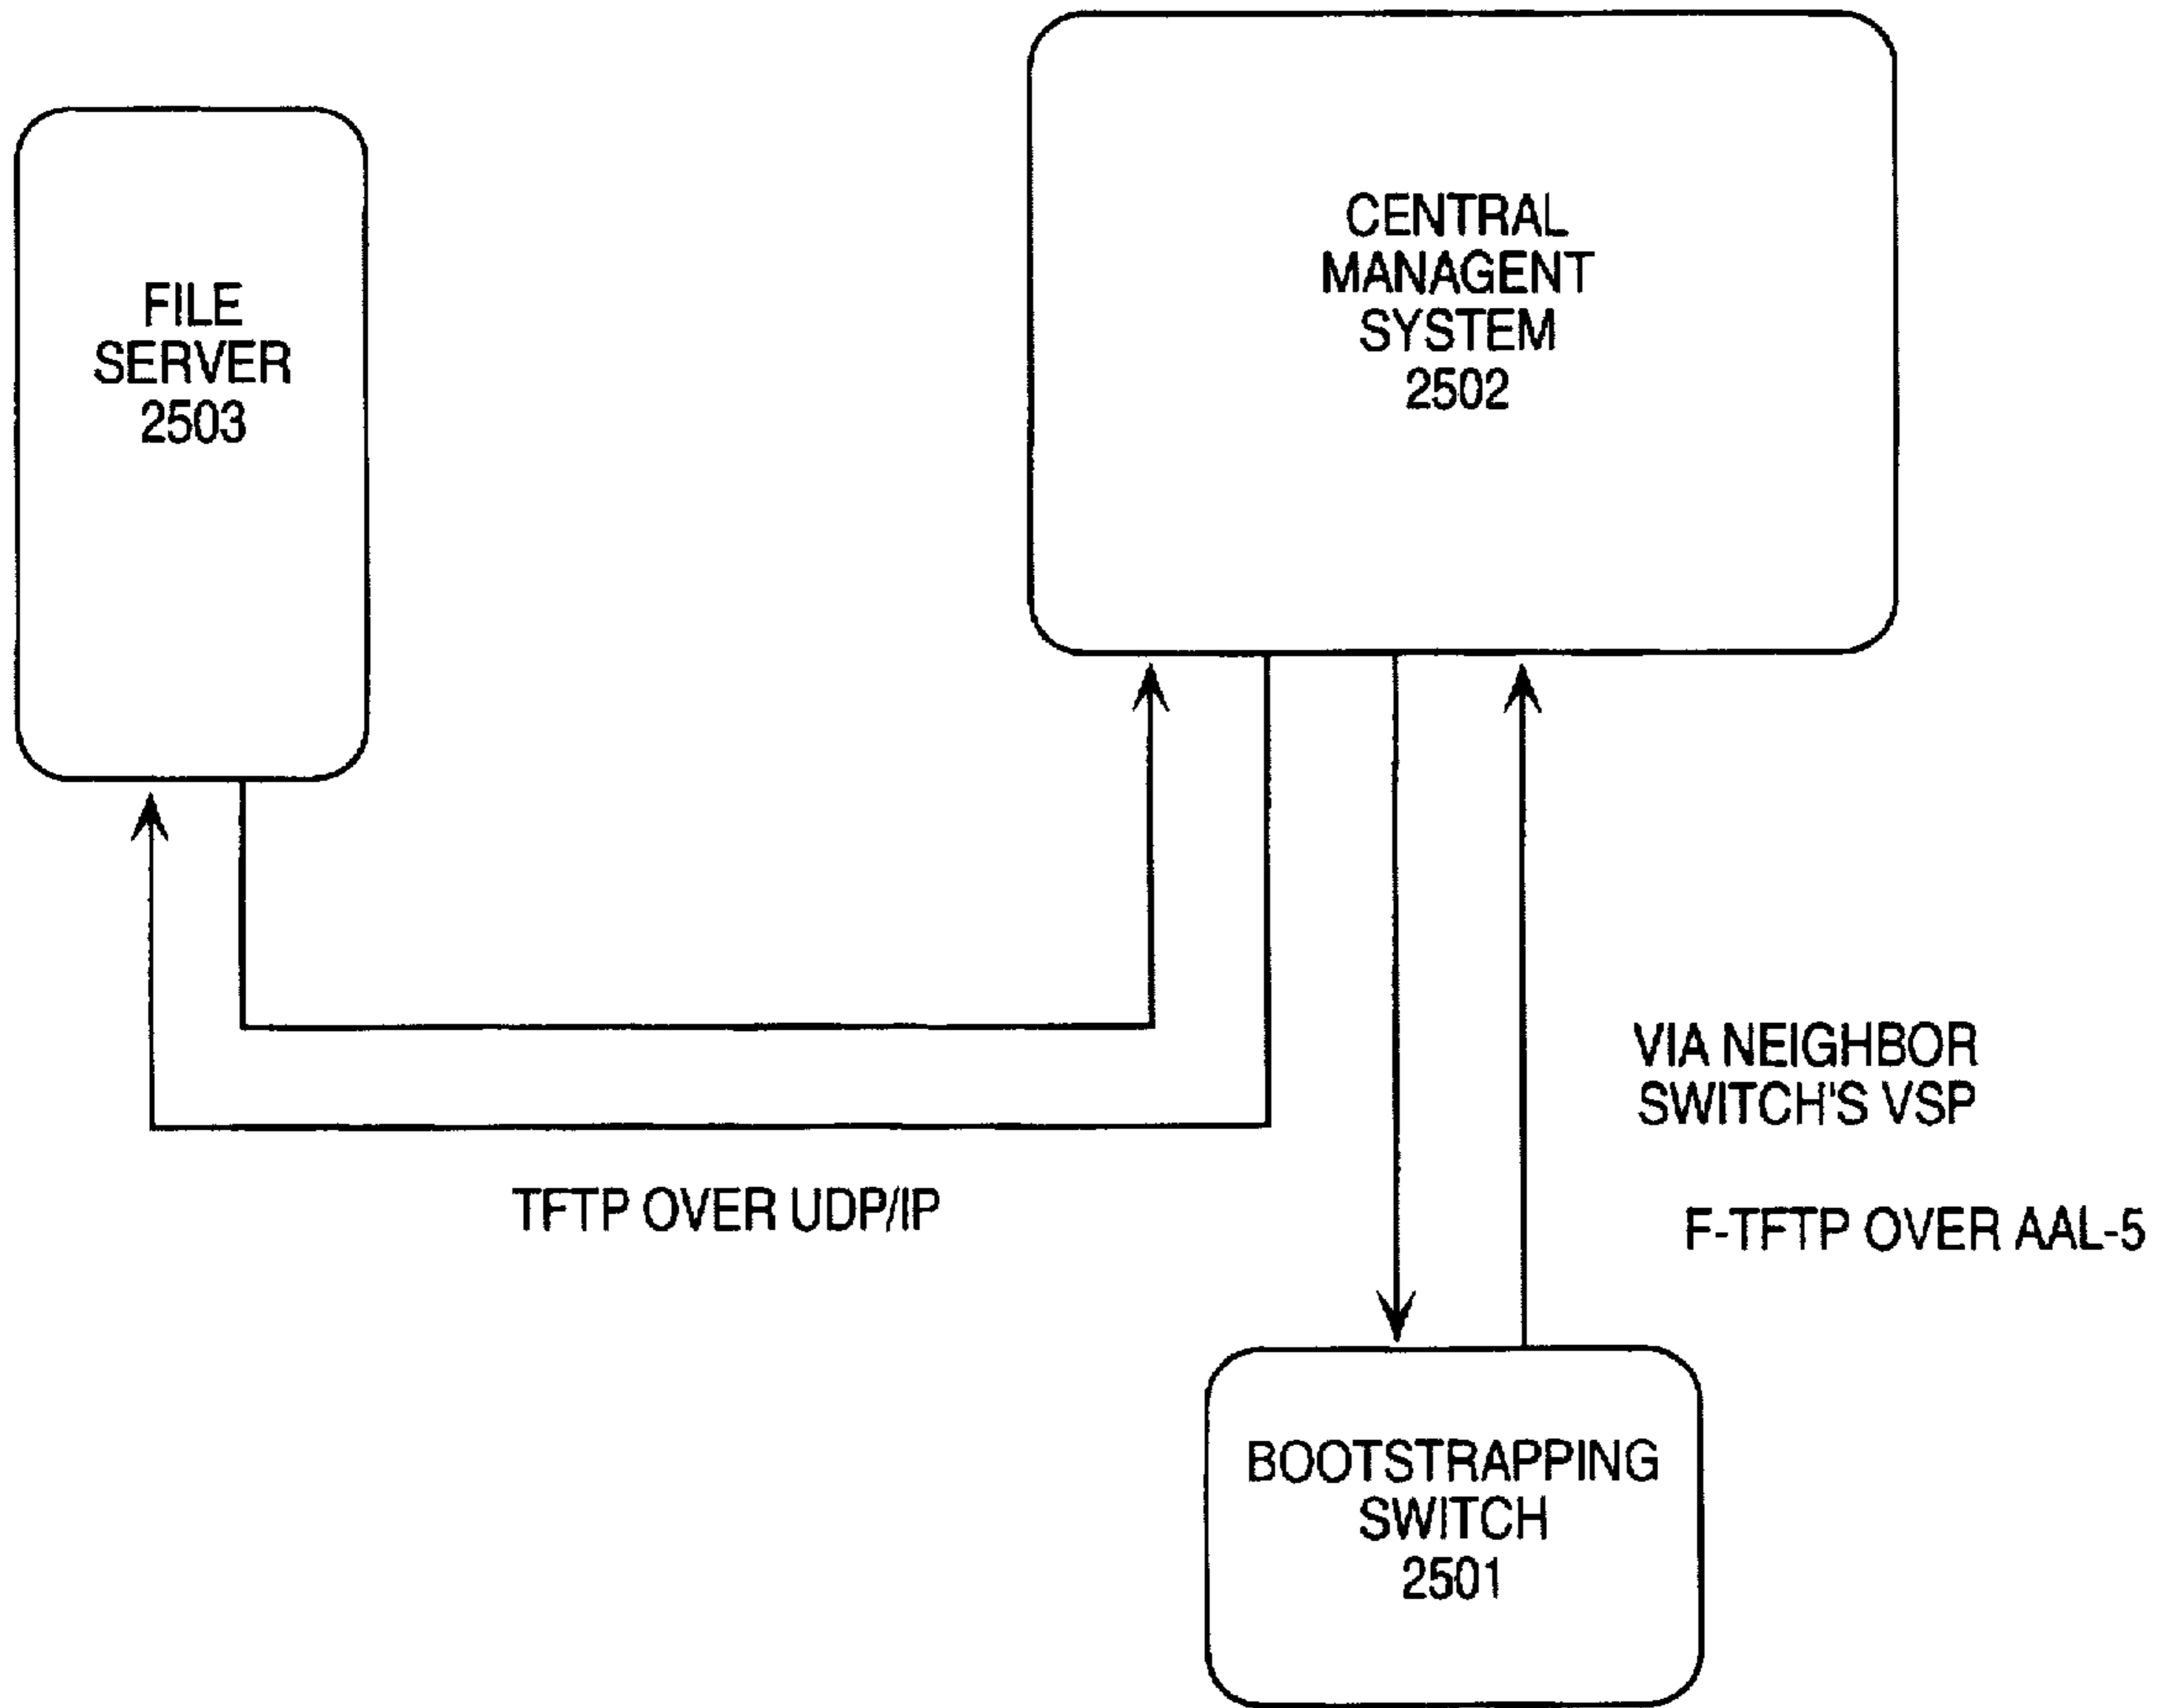 FILE
SERVER
2503
CENTRAL
MANAGENT
SYSTEM
2502
VIA NEIGHBOR
SWITCH'S VSP
TFTP OVER UDP/IP
F-TFTP OVER AAL-5
BOOTSTRAPPING
SWITCH
2501